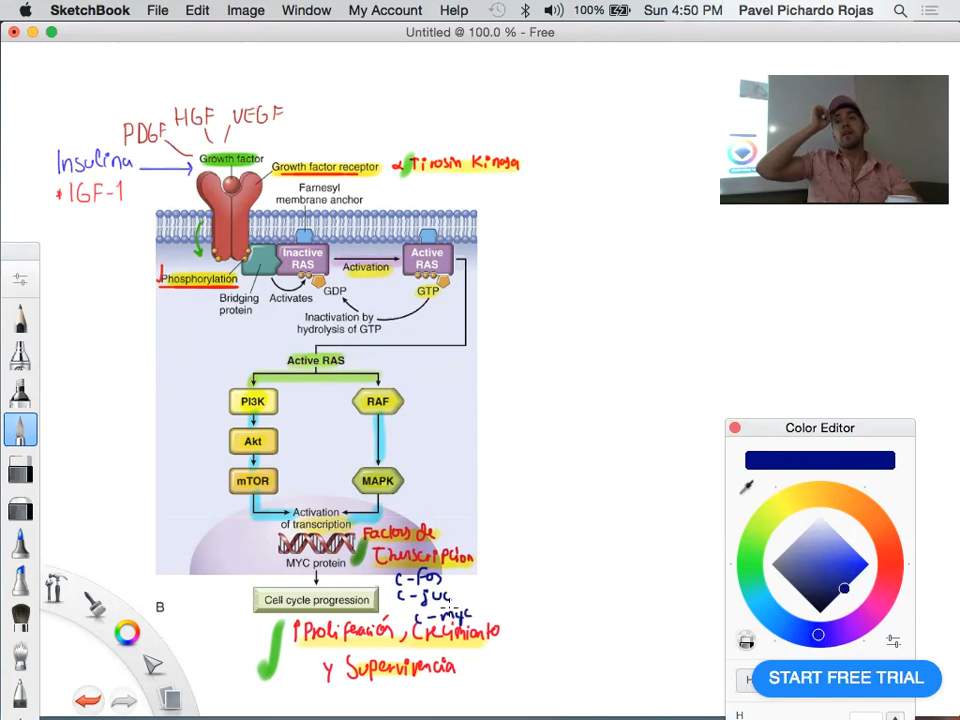 SketchBook File Edit Image Window My Account Help 100% Sun 4:50 PM Pavel Pichardo Rojas
Untitled @ 100.0 % - Free
PDGF HGF VEGF
Insulina
* IGF-1
Growth factor
Growth factor receptor
Tirosin Kinasa
Farnesyl
membrane anchor
Inactive
RAS
Activation
Active
RAS
Phosphorylation
Bridging
protein
Activates
GDP
GTP
Inactivation by
hydrolysis of GTP
Active RAS
PI3K
RAF
Akt
mTOR
MAPK
Activation
of transcription
MYC protein
Factores de
Transcripcion
c-Fos
c-Juc
c-myc
Cell cycle progression
B
↑Proliferación, Crecimiento
y Supervivencia
Color Editor
START FREE TRIAL
H
H